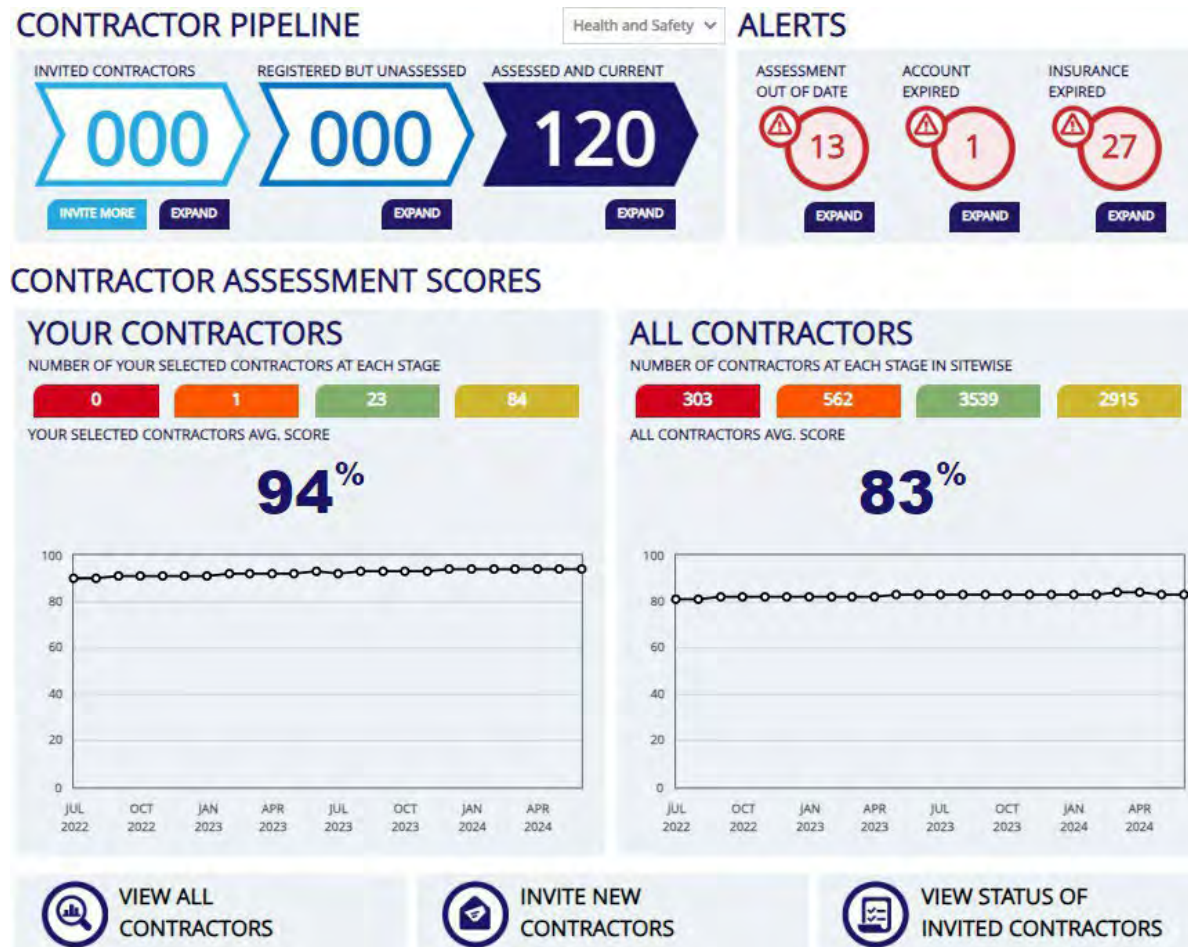 CONTRACTOR PIPELINE
Health and Safety
INVITED CONTRACTORS
REGISTERED BUT UNASSESSED
ASSESSED AND CURRENT
000
000
120
INVITE MORE
EXPAND
EXPAND
EXPAND
ALERTS
ASSESSMENT
OUT OF DATE
ACCOUNT
EXPIRED
INSURANCE
EXPIRED
13
1
27
EXPAND
EXPAND
EXPAND
CONTRACTOR ASSESSMENT SCORES
YOUR CONTRACTORS
NUMBER OF YOUR SELECTED CONTRACTORS AT EACH STAGE
0 1 23 84
YOUR SELECTED CONTRACTORS AVG. SCORE
94%
100
80
60
40
20
0
JUL OCT JAN APR JUL OCT JAN APR
2022 2022 2023 2023 2023 2023 2024 2024
ALL CONTRACTORS
NUMBER OF CONTRACTORS AT EACH STAGE IN SITEWISE
303 562 3539 2915
ALL CONTRACTORS AVG. SCORE
83%
100
80
60
40
20
0
JUL OCT JAN APR JUL OCT JAN APR
2022 2022 2023 2023 2023 2023 2024 2024
VIEW ALL
CONTRACTORS
INVITE NEW
CONTRACTORS
VIEW STATUS OF
INVITED CONTRACTORS